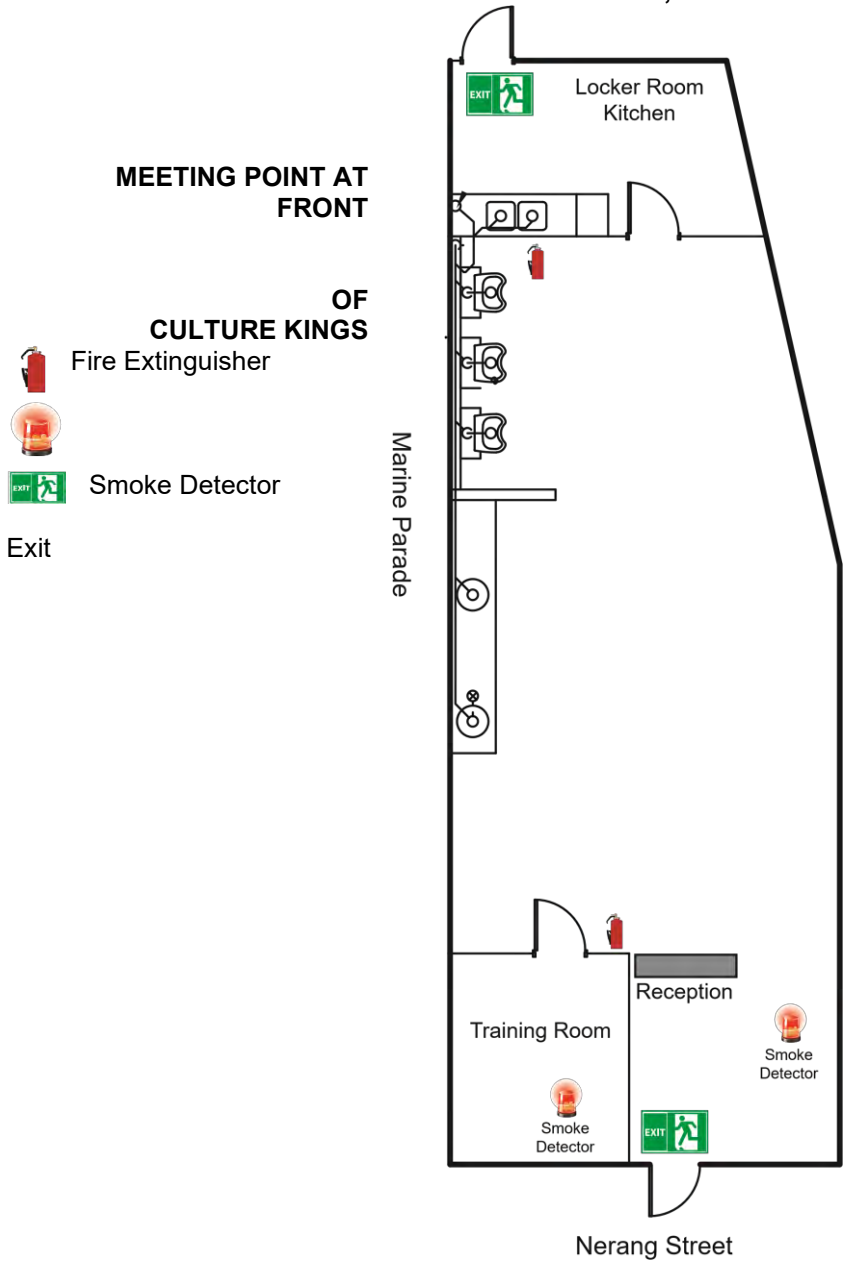 EXIT
Locker Room
Kitchen
MEETING POINT AT
FRONT
OF
CULTURE KINGS
Fire Extinguisher
EXIT
Smoke Detector
Exit
Marine Parade
Reception
Training Room
Smoke
Detector
Smoke
Detector
EXIT
Nerang Street